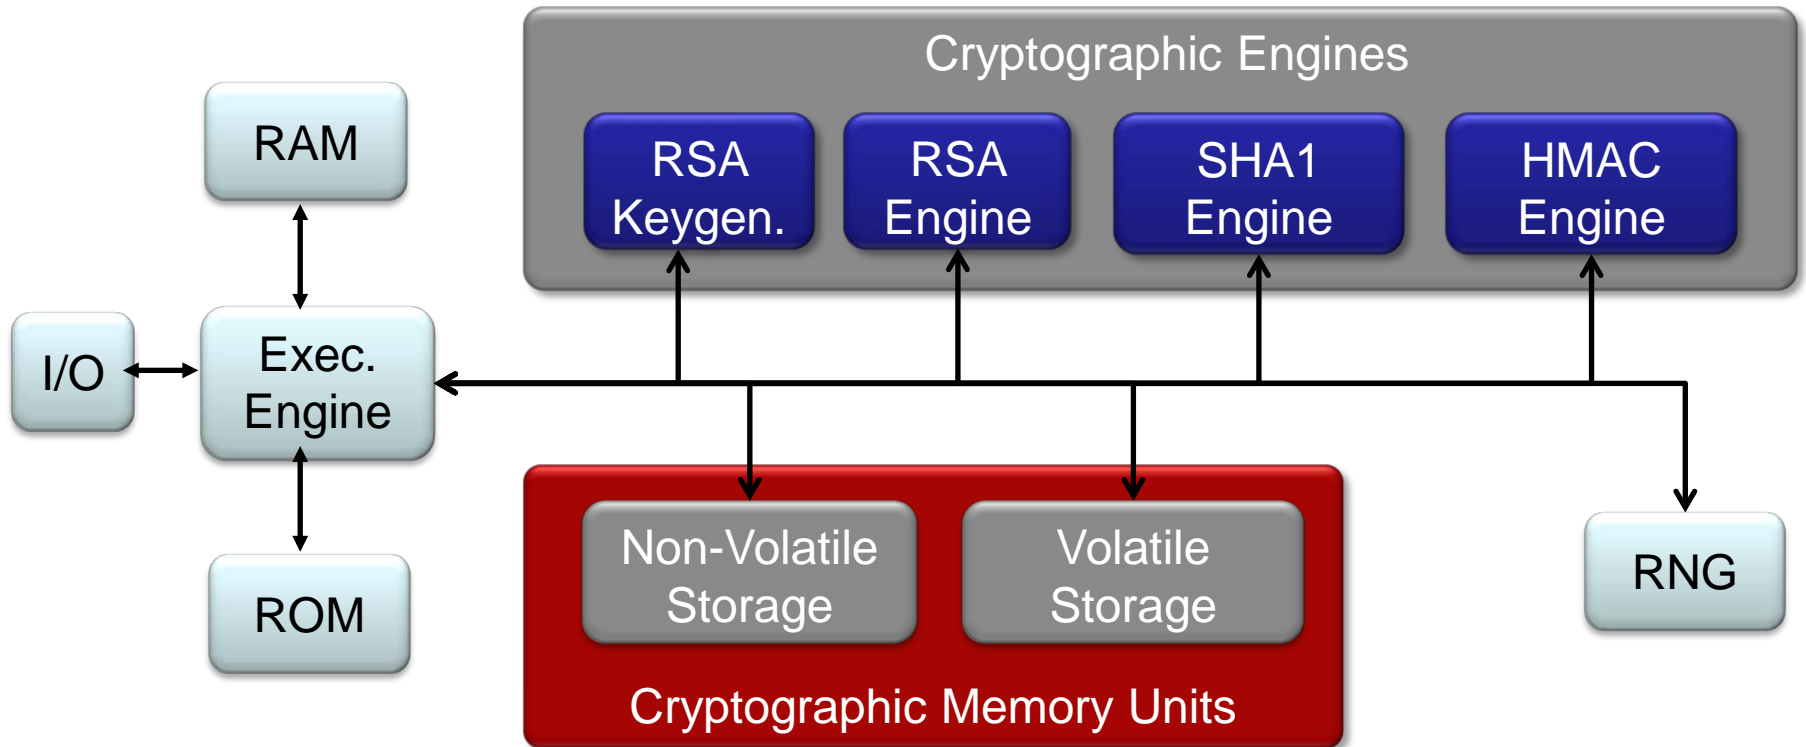 Cryptographic Engines
RAM
RSA
Keygen.
RSA
Engine
SHA1
Engine
HMAC
Engine
I/O
Exec.
Engine
ROM
Non-Volatile
Storage
Volatile
Storage
RNG
Cryptographic Memory Units